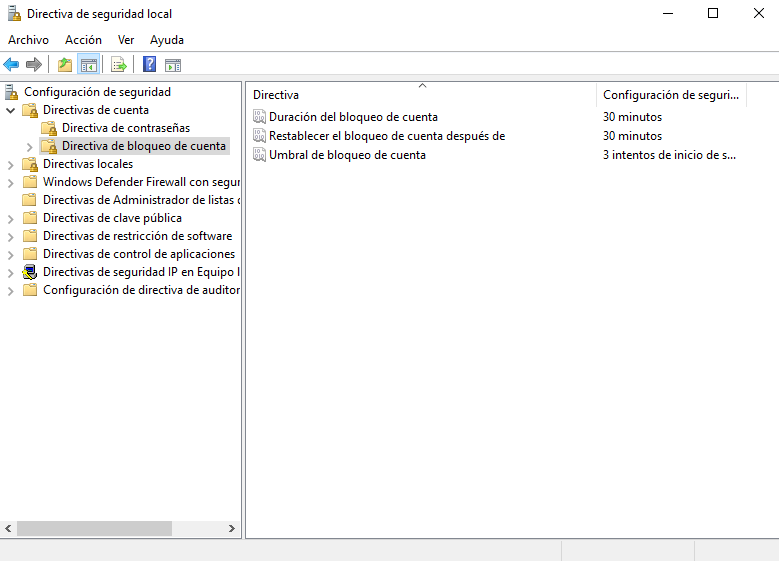 Directiva de seguridad local
Archivo Acción Ver Ayuda
Configuración de seguridad
Directivas de cuenta
Directiva de contraseñas
Directiva de bloqueo de cuenta
Directivas locales
Windows Defender Firewall con segur
Directivas de Administrador de listas d
Directivas de clave pública
Directivas de restricción de software
Directivas de control de aplicaciones
Directivas de seguridad IP en Equipo l
Configuración de directiva de auditor
Directiva Configuración de seguri...
Duración del bloqueo de cuenta 30 minutos
Restablecer el bloqueo de cuenta después de 30 minutos
Umbral de bloqueo de cuenta 3 intentos de inicio de s...